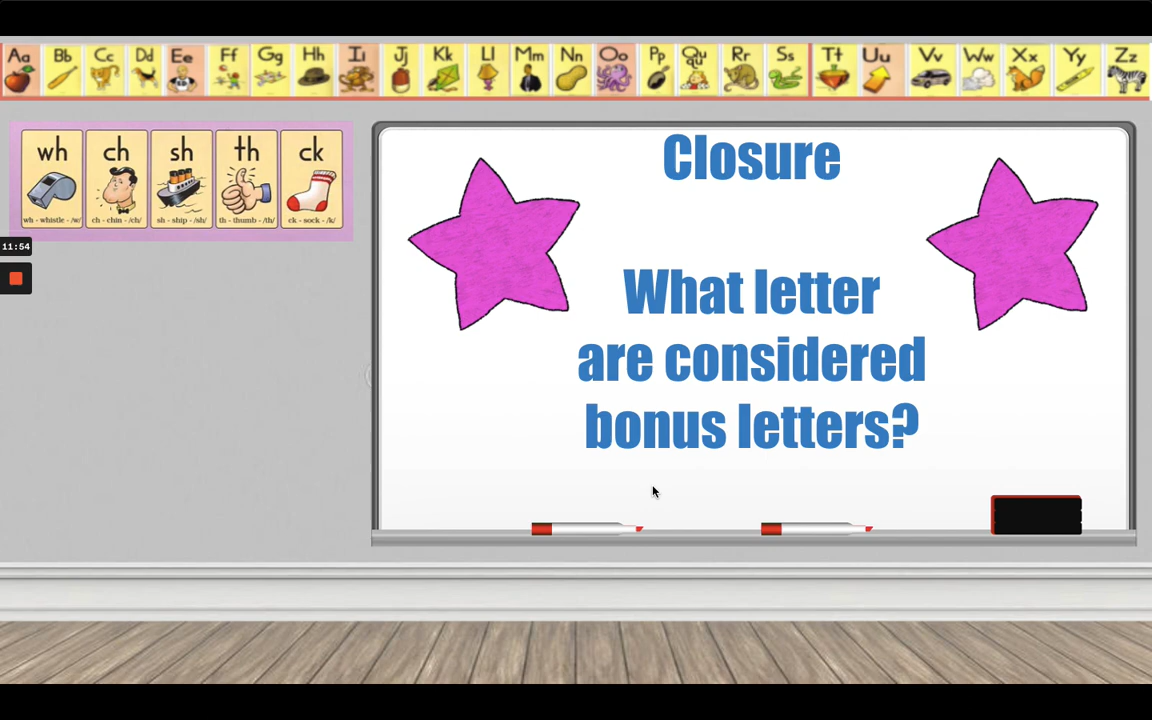 Aa Bb Cc Dd Ee Ff Gg Hh Ii Jj Kk Ll Mm Nn Oo Pp Qu qu Rr Ss Tt Uu Vv Ww Xx Yy Zz
wh ch sh th ck
wh - whistle - /w/ ch - chin - /ch/ sh - ship - /sh/ th - thumb - /th/ ck - sock - /k/
11:54
Closure
What letter
are considered
bonus letters?